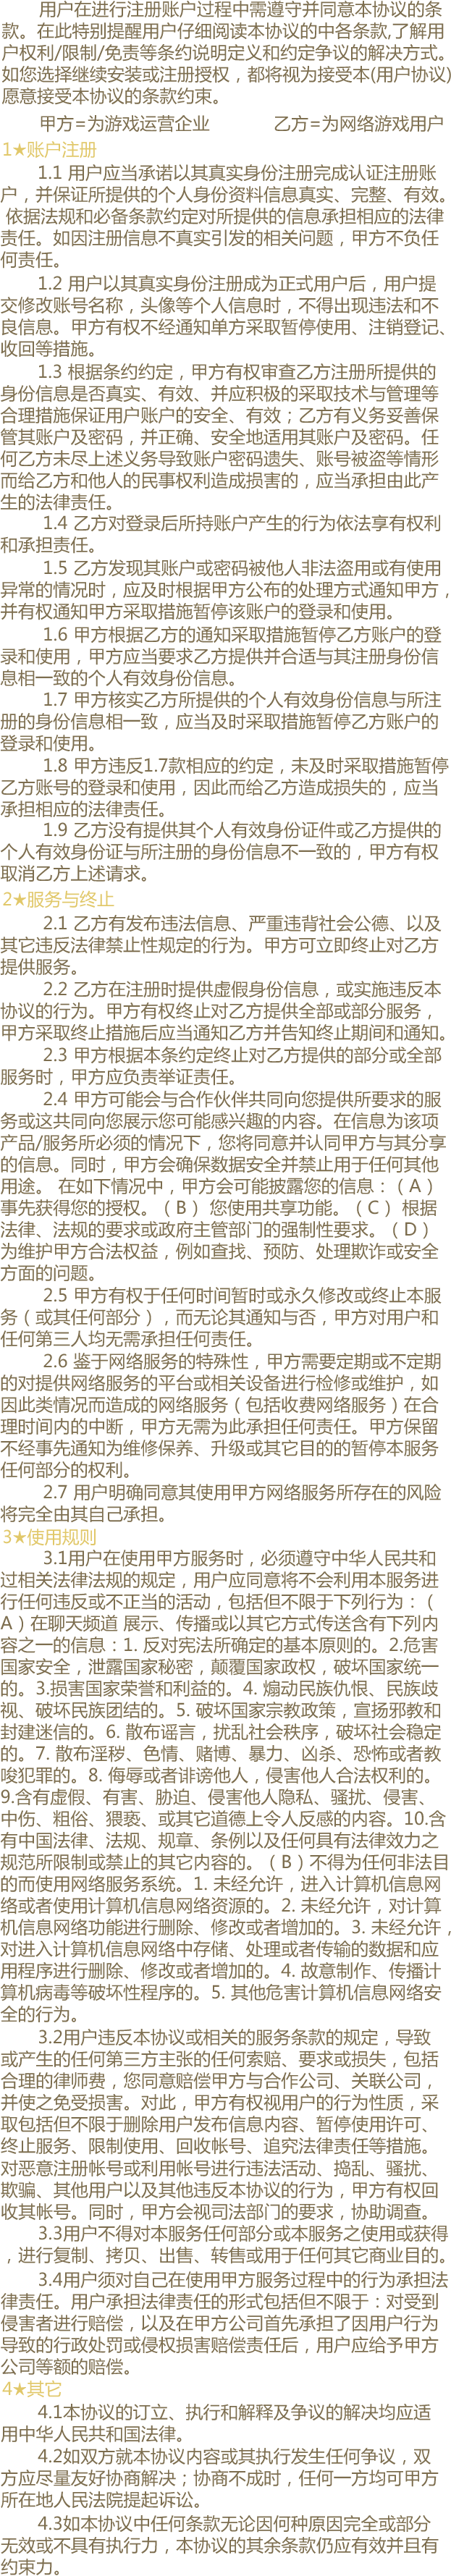 用户在进行注册账户过程中需遵守并同意本协议的条
款。在此特别提醒用户仔细阅读本协议的中各条款,了解用
户权利/限制/免责等条约说明定义和约定争议的解决方式。
如您选择继续安装或注册授权，都将视为接受本(用户协议)
愿意接受本协议的条款约束。
甲方=为游戏运营企业 乙方=为网络游戏用户
1★账户注册
1.1 用户应当承诺以其真实身份注册完成认证注册账
户，并保证所提供的个人身份资料信息真实、完整、有效。
依据法规和必备条款约定对所提供的信息承担相应的法律
责任。如因注册信息不真实引发的相关问题，甲方不负任
何责任。
1.2 用户以其真实身份注册成为正式用户后，用户提
交修改账号名称，头像等个人信息时，不得出现违法和不
良信息。甲方有权不经通知单方采取暂停使用、注销登记、
收回等措施。
1.3 根据条约约定，甲方有权审查乙方注册所提供的
身份信息是否真实、有效、并应积极的采取技术与管理等
合理措施保证用户账户的安全、有效；乙方有义务妥善保
管其账户及密码，并正确、安全地适用其账户及密码。任
何乙方未尽上述义务导致账户密码遗失、账号被盗等情形
而给乙方和他人的民事权利造成损害的，应当承担由此产
生的法律责任。
1.4 乙方对登录后所持账户产生的行为依法享有权利
和承担责任。
1.5 乙方发现其账户或密码被他人非法盗用或有使用
异常的情况时，应及时根据甲方公布的处理方式通知甲方，
并有权通知甲方采取措施暂停该账户的登录和使用。
1.6 甲方根据乙方的通知采取措施暂停乙方账户的登
录和使用，甲方应当要求乙方提供并合适与其注册身份信
息相一致的个人有效身份信息。
1.7 甲方核实乙方所提供的个人有效身份信息与所注
册的身份信息相一致，应当及时采取措施暂停乙方账户的
登录和使用。
1.8 甲方违反1.7款相应的约定，未及时采取措施暂停
乙方账号的登录和使用，因此而给乙方造成损失的，应当
承担相应的法律责任。
1.9 乙方没有提供其个人有效身份证件或乙方提供的
个人有效身份证与所注册的身份信息不一致的，甲方有权
取消乙方上述请求。
2★服务与终止
2.1 乙方有发布违法信息、严重违背社会公德、以及
其它违反法律禁止性规定的行为。甲方可立即终止对乙方
提供服务。
2.2 乙方在注册时提供虚假身份信息，或实施违反本
协议的行为。甲方有权终止对乙方提供全部或部分服务，
甲方采取终止措施后应当通知乙方并告知终止期间和通知。
2.3 甲方根据本条约定终止对乙方提供的部分或全部
服务时，甲方应负责举证责任。
2.4 甲方可能会与合作伙伴共同向您提供所要求的服
务或这共同向您展示您可能感兴趣的内容。在信息为该项
产品/服务所必须的情况下，您将同意并认同甲方与其分享
的信息。同时，甲方会确保数据安全并禁止用于任何其他
用途。 在如下情况中，甲方会可能披露您的信息：（A）
事先获得您的授权。（B） 您使用共享功能。（C） 根据
法律、法规的要求或政府主管部门的强制性要求。（D）
为维护甲方合法权益，例如查找、预防、处理欺诈或安全
方面的问题。
2.5 甲方有权于任何时间暂时或永久修改或终止本服
务（或其任何部分），而无论其通知与否，甲方对用户和
任何第三人均无需承担任何责任。
2.6 鉴于网络服务的特殊性，甲方需要定期或不定期
的对提供网络服务的平台或相关设备进行检修或维护，如
因此类情况而造成的网络服务（包括收费网络服务）在合
理时间内的中断，甲方无需为此承担任何责任。甲方保留
不经事先通知为维修保养、升级或其它目的的暂停本服务
任何部分的权利。
2.7 用户明确同意其使用甲方网络服务所存在的风险
将完全由其自己承担。
3★使用规则
3.1用户在使用甲方服务时，必须遵守中华人民共和
过相关法律法规的规定，用户应同意将不会利用本服务进
行任何违反或不正当的活动，包括但不限于下列行为：（
A）在聊天频道 展示、传播或以其它方式传送含有下列内
容之一的信息：1. 反对宪法所确定的基本原则的。2.危害
国家安全，泄露国家秘密，颠覆国家政权，破坏国家统一
的。3.损害国家荣誉和利益的。4. 煽动民族仇恨、民族歧
视、破坏民族团结的。5. 破坏国家宗教政策，宣扬邪教和
封建迷信的。6. 散布谣言，扰乱社会秩序，破坏社会稳定
的。7. 散布淫秽、色情、赌博、暴力、凶杀、恐怖或者教
唆犯罪的。8. 侮辱或者诽谤他人，侵害他人合法权利的。
9.含有虚假、有害、胁迫、侵害他人隐私、骚扰、侵害、
中伤、粗俗、猥亵、或其它道德上令人反感的内容。10.含
有中国法律、法规、规章、条例以及任何具有法律效力之
规范所限制或禁止的其它内容的。（B）不得为任何非法目
的而使用网络服务系统。1. 未经允许，进入计算机信息网
络或者使用计算机信息网络资源的。2. 未经允许，对计算
机信息网络功能进行删除、修改或者增加的。3. 未经允许，
对进入计算机信息网络中存储、处理或者传输的数据和应
用程序进行删除、修改或者增加的。4. 故意制作、传播计
算机病毒等破坏性程序的。5. 其他危害计算机信息网络安
全的行为。
3.2用户违反本协议或相关的服务条款的规定，导致
或产生的任何第三方主张的任何索赔、要求或损失，包括
合理的律师费，您同意赔偿甲方与合作公司、关联公司，
并使之免受损害。对此，甲方有权视用户的行为性质，采
取包括但不限于删除用户发布信息内容、暂停使用许可、
终止服务、限制使用、回收帐号、追究法律责任等措施。
对恶意注册帐号或利用帐号进行违法活动、捣乱、骚扰、
欺骗、其他用户以及其他违反本协议的行为，甲方有权回
收其帐号。同时，甲方会视司法部门的要求，协助调查。
3.3用户不得对本服务任何部分或本服务之使用或获得
，进行复制、拷贝、出售、转售或用于任何其它商业目的。
3.4用户须对自己在使用甲方服务过程中的行为承担法
律责任。用户承担法律责任的形式包括但不限于：对受到
侵害者进行赔偿，以及在甲方公司首先承担了因用户行为
导致的行政处罚或侵权损害赔偿责任后，用户应给予甲方
公司等额的赔偿。
4★其它
4.1本协议的订立、执行和解释及争议的解决均应适
用中华人民共和国法律。
4.2如双方就本协议内容或其执行发生任何争议，双
方应尽量友好协商解决；协商不成时，任何一方均可甲方
所在地人民法院提起诉讼。
4.3如本协议中任何条款无论因何种原因完全或部分
无效或不具有执行力，本协议的其余条款仍应有效并且有
约束力。